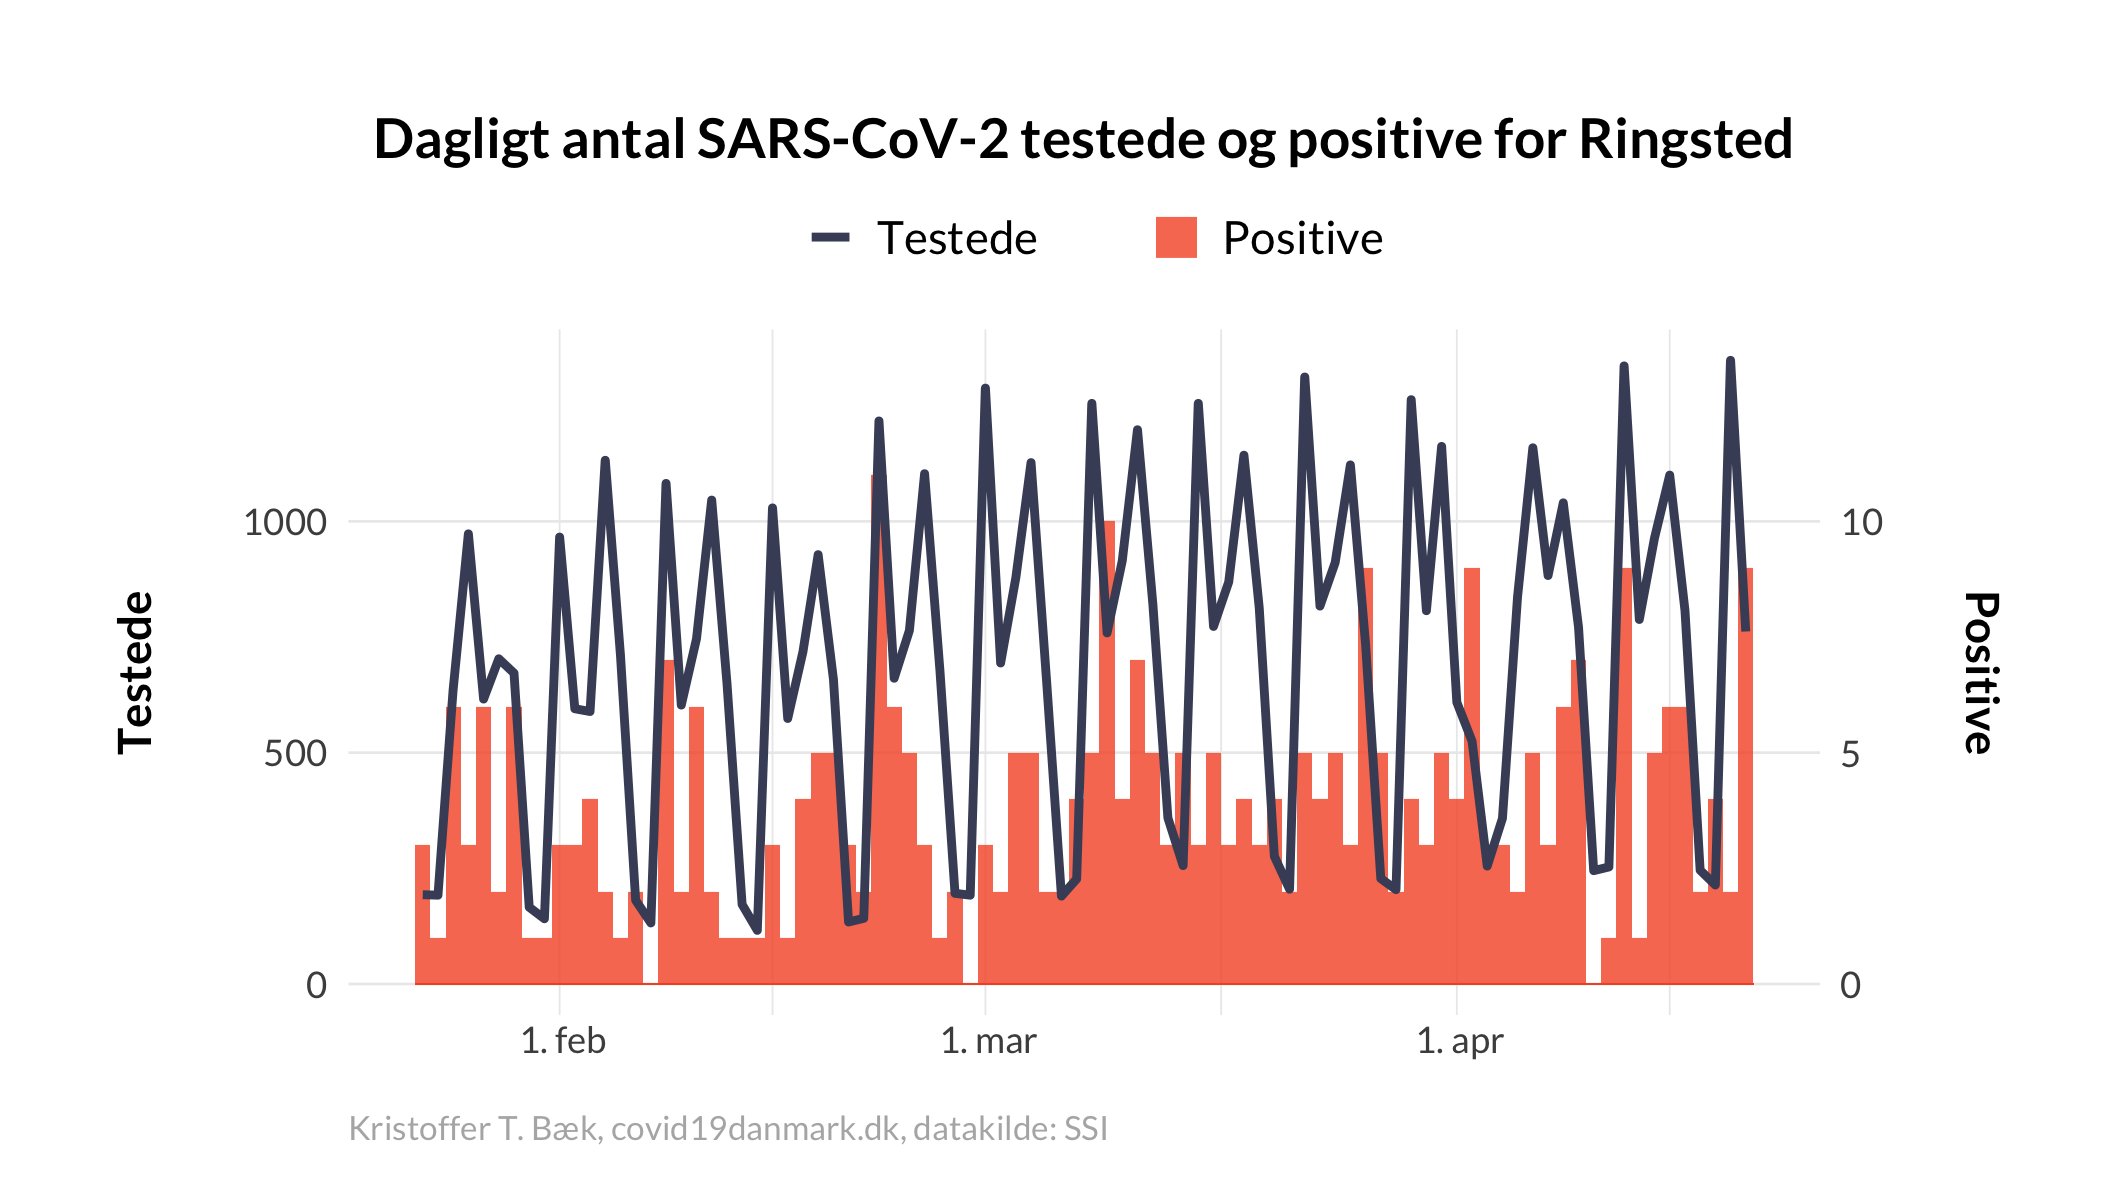 Dagligt antal SARS-CoV-2 testede og positive for Ringsted
Testede
Positive
1000
500
0
Testede
10
5
0
Positive
1. feb
1. mar
1. apr
Kristoffer T. Bæk, covid19danmark.dk, datakilde: SSI